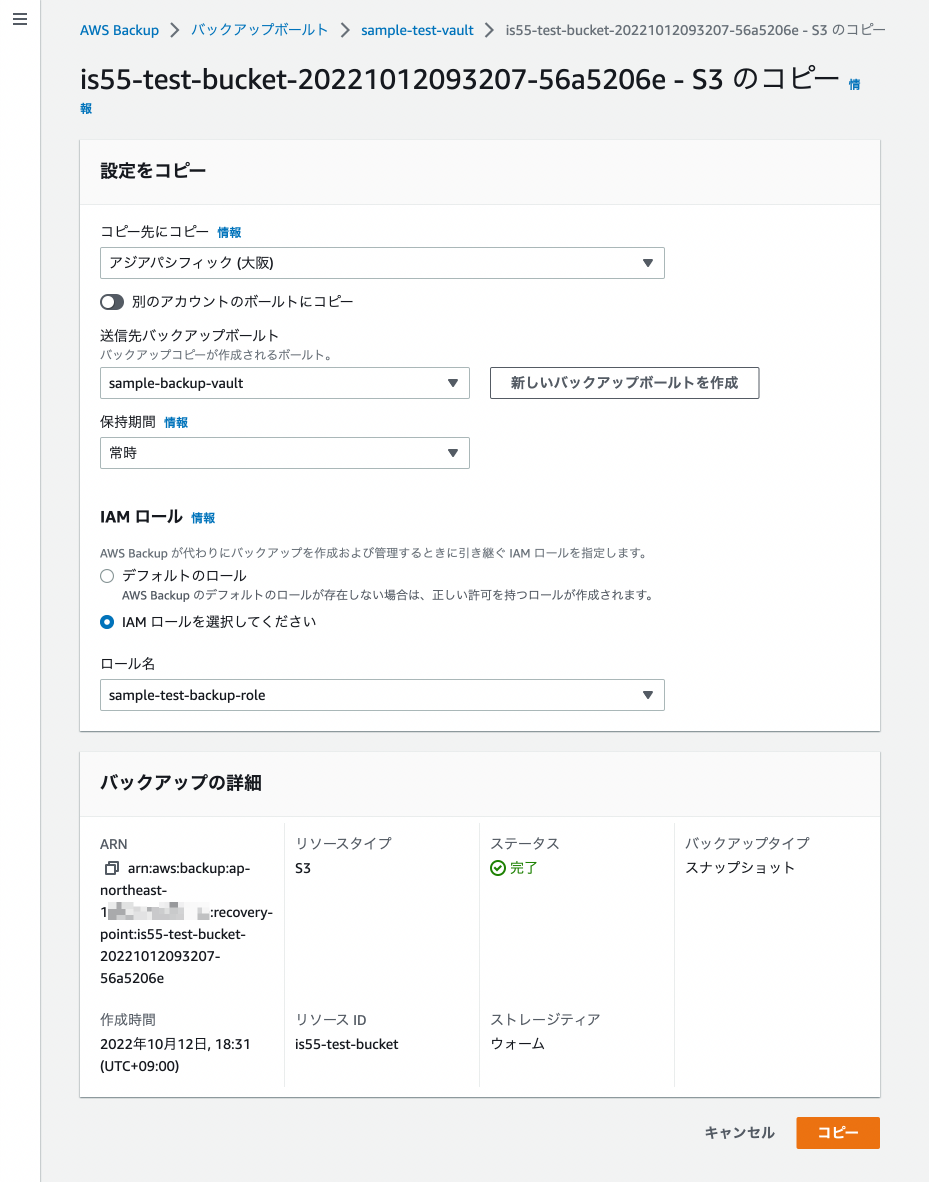 AWS Backup > バックアップボールト > sample-test-vault > is55-test-bucket-20221012093207-56a5206e - S3 のコピー
is55-test-bucket-20221012093207-56a5206e - S3 のコピー 情
報
設定をコピー
コピー先にコピー 情報
アジアパシフィック (大阪)
別のアカウントのボールトにコピー
送信先バックアップボールト
バックアップコピーが作成されるボールト。
sample-backup-vault
新しいバックアップボールトを作成
保持期間 情報
常時
IAM ロール 情報
AWS Backup が代わりにバックアップを作成および管理するときに引き継ぐ IAM ロールを指定します。
デフォルトのロール
AWS Backup のデフォルトのロールが存在しない場合は、正しい許可を持つロールが作成されます。
IAM ロールを選択してください
ロール名
sample-test-backup-role
バックアップの詳細
ARN
arn:aws:backup:ap-
northeast-
1:recovery-
point:is55-test-bucket-
20221012093207-
56a5206e
リソースタイプ
S3
ステータス
完了
バックアップタイプ
スナップショット
作成時間
2022年10月12日, 18:31
(UTC+09:00)
リソース ID
is55-test-bucket
ストレージティア
ウォーム
キャンセル
コピー